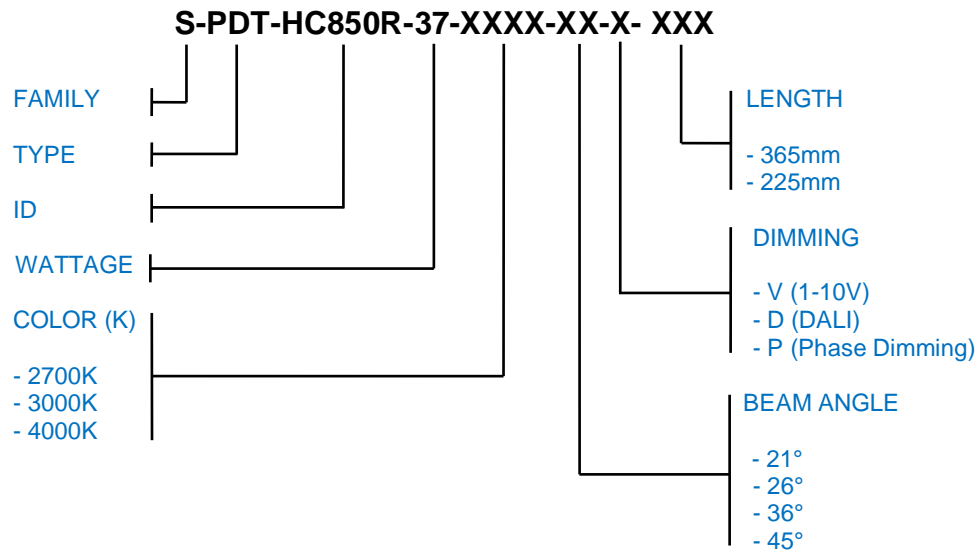 S-PDT-HC850R-37-XXXX-XX-X- XXX
FAMILY
TYPE
ID
WATTAGE
COLOR (K)
- 2700K
- 3000K
- 4000K
LENGTH
- 365mm
- 225mm
DIMMING
- V (1-10V)
- D (DALI)
- P (Phase Dimming)
BEAM ANGLE
- 21°
- 26°
- 36°
- 45°